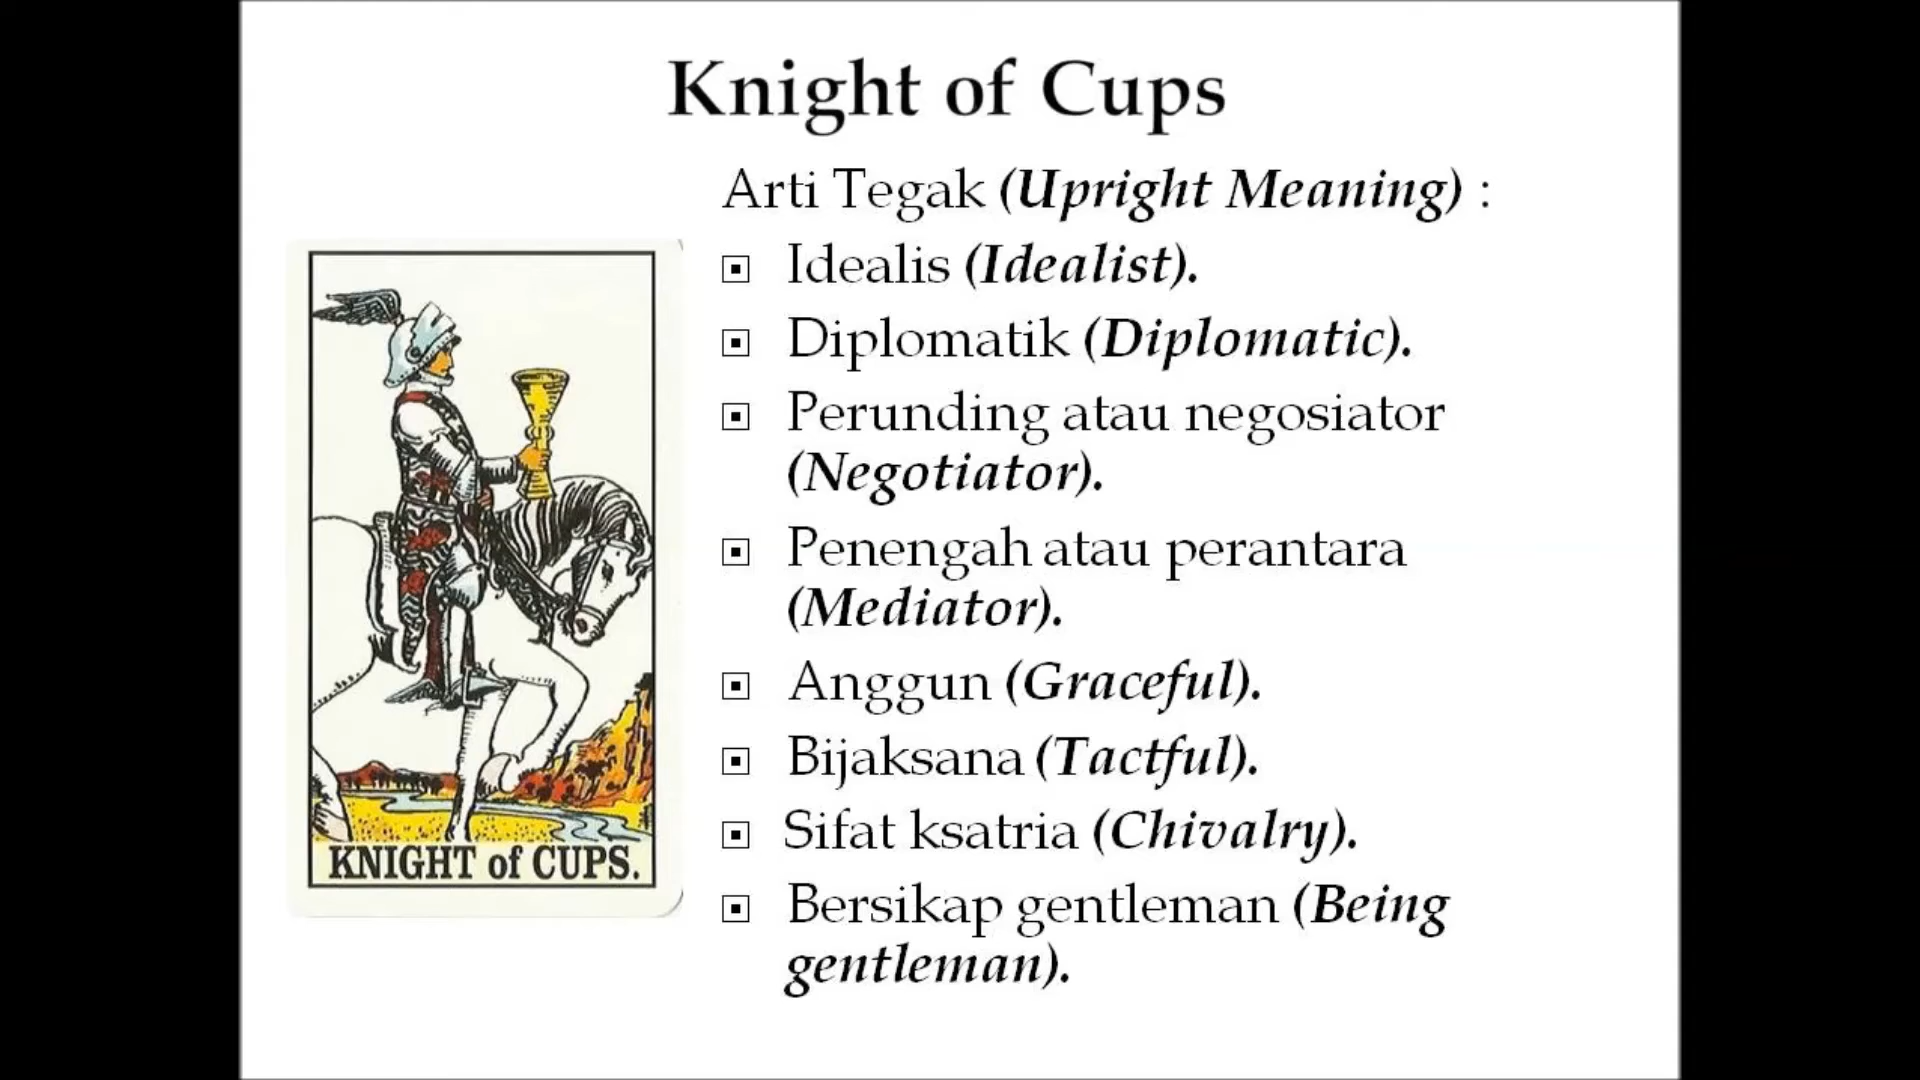 Knight of Cups
Arti Tegak (Upright Meaning) :
Idealis (Idealist).
Diplomatik (Diplomatic).
Perunding atau negosiator
(Negotiator).
Penengah atau perantara
(Mediator).
Anggun (Graceful).
Bijaksana (Tactful).
Sifat ksatria (Chivalry).
Bersikap gentleman (Being
gentleman).
KNIGHT of CUPS.